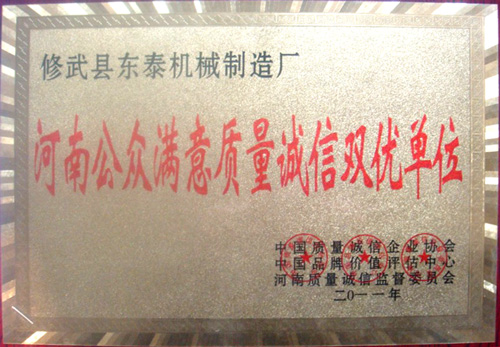 修武县东泰机械制造厂
河南公众满意质量诚信双优单位
中国质量诚信企业协会
中国品牌价值评估中心
河南质量诚信监督委员会
二〇一一年